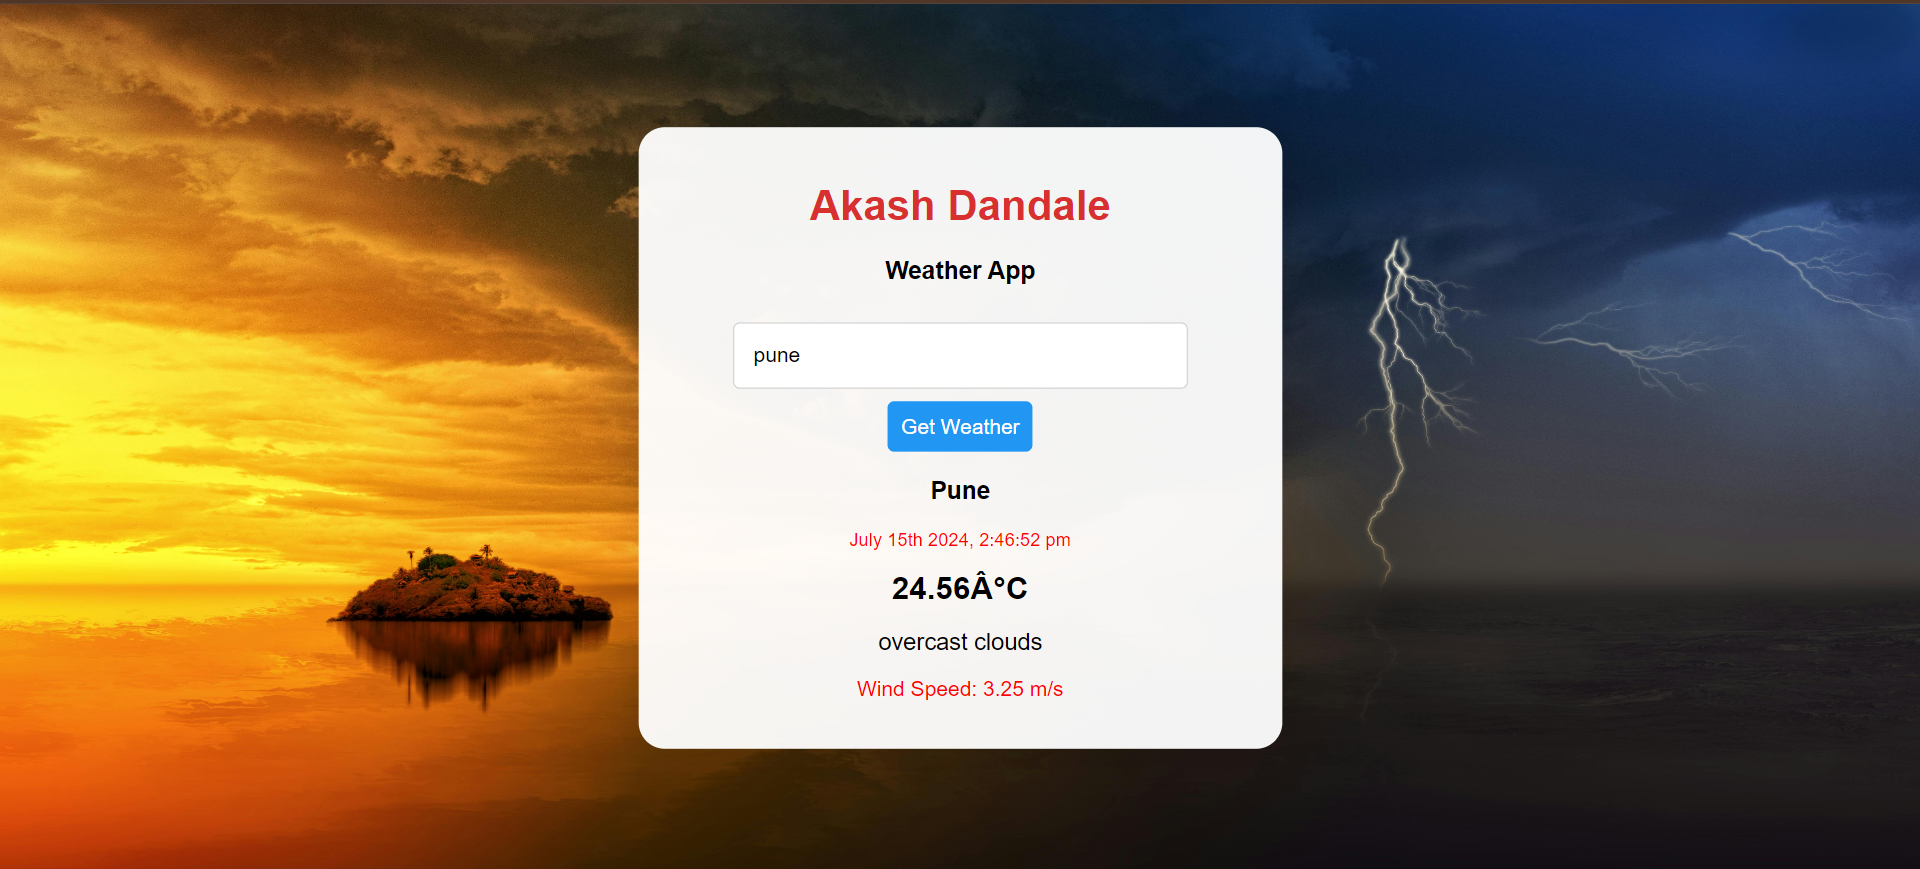 Akash Dandale
Weather App
pune
Get Weather
Pune
July 15th 2024, 2:46:52 pm
24.56Â°C
overcast clouds
Wind Speed: 3.25 m/s